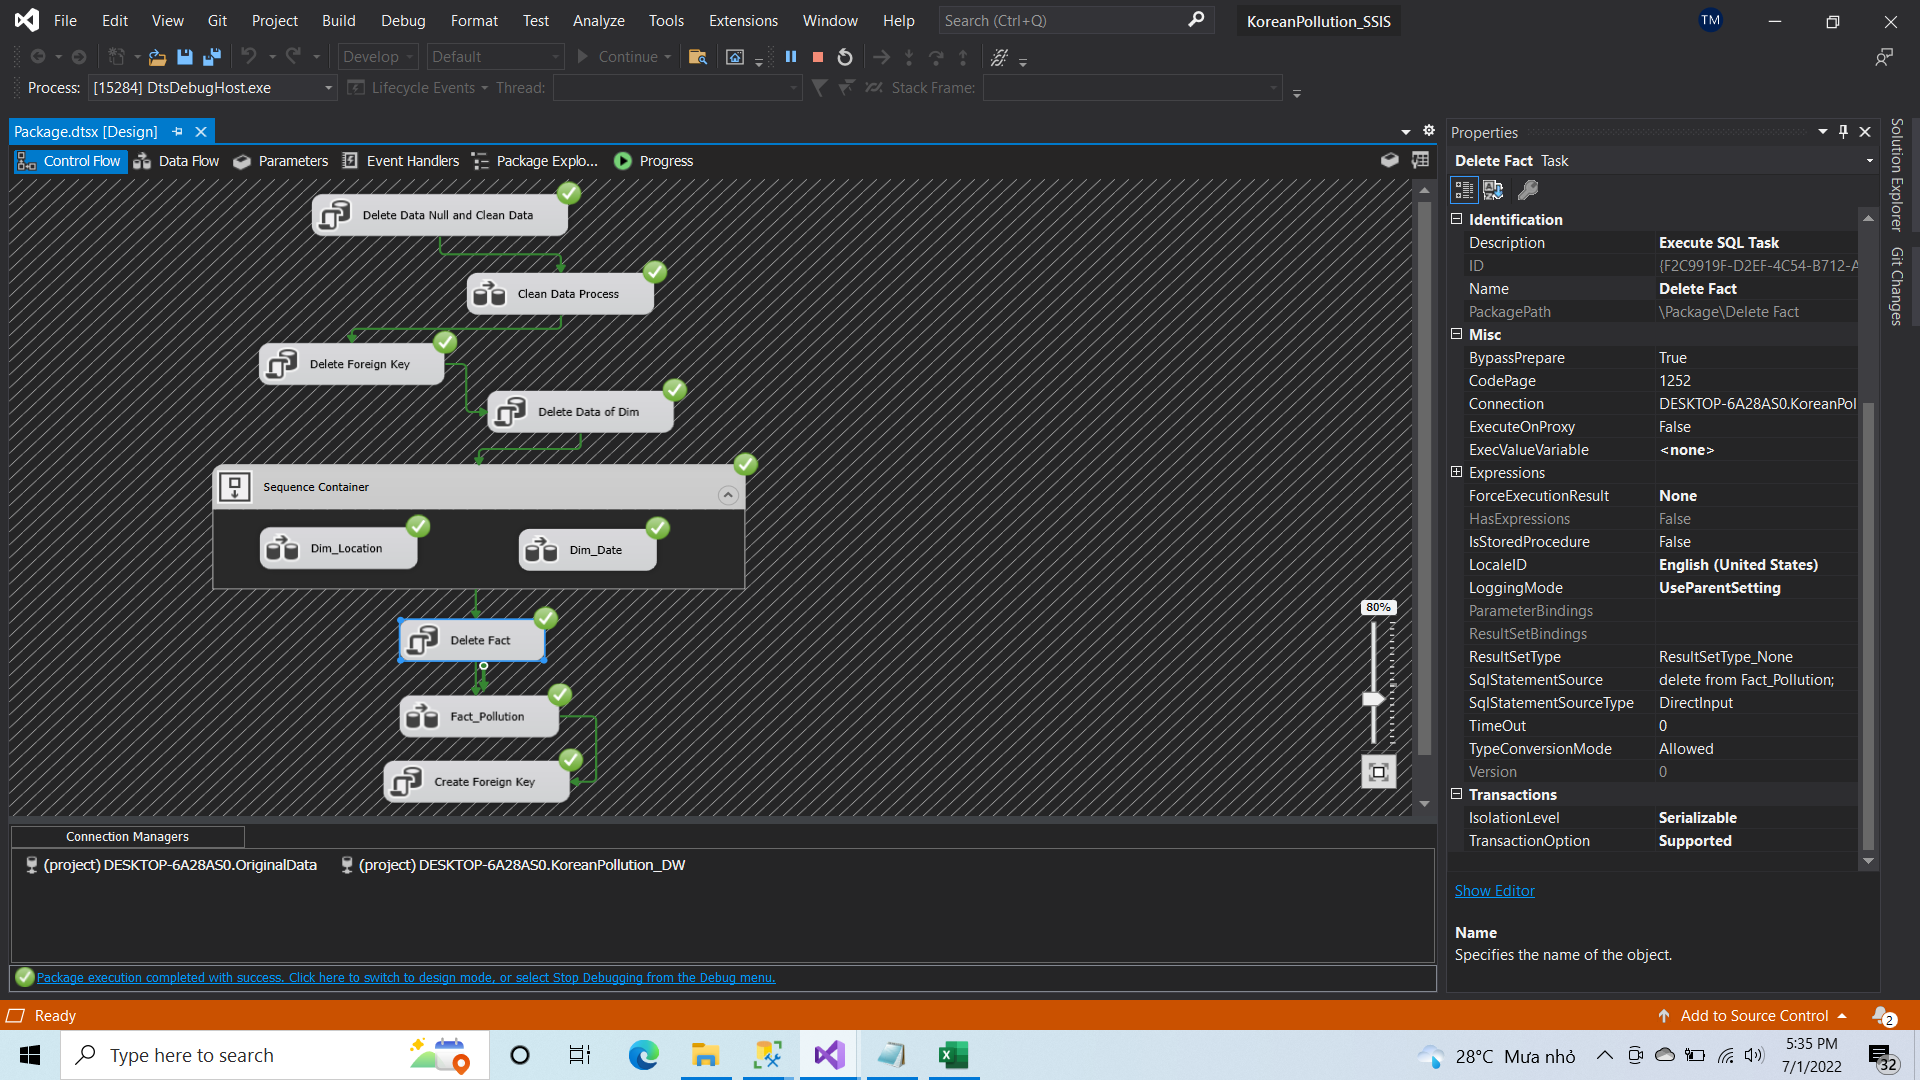 File Edit View Git Project Build Debug Format Test Analyze Tools Extensions Window Help Search (Ctrl+Q) KoreanPollution_SSIS TM
Develop Default Continue
Process: [15284] DtsDebugHost.exe Lifecycle Events Thread: Stack Frame:
Package.dtsx [Design]
Control Flow Data Flow Parameters Event Handlers Package Explo... Progress
Delete Data Null and Clean Data
Clean Data Process
Delete Foreign Key
Delete Data of Dim
Sequence Container
Dim_Location
Dim_Date
Delete Fact
Fact_Pollution
Create Foreign Key
80%
Connection Managers
(project) DESKTOP-6A28AS0.OriginalData (project) DESKTOP-6A28AS0.KoreanPollution_DW
Package execution completed with success. Click here to switch to design mode, or select Stop Debugging from the Debug menu.
Properties
Delete Fact Task
Identification
Description Execute SQL Task
ID {F2C9919F-D2EF-4C54-B712-A
Name Delete Fact
PackagePath \Package\Delete Fact
Misc
BypassPrepare True
CodePage 1252
Connection DESKTOP-6A28AS0.KoreanPol
ExecuteOnProxy False
ExecValueVariable <none>
Expressions
ForceExecutionResult None
HasExpressions False
IsStoredProcedure False
LocaleID English (United States)
LoggingMode UseParentSetting
ParameterBindings
ResultSetBindings
ResultSetType ResultSetType_None
SqlStatementSource delete from Fact_Pollution;
SqlStatementSourceType DirectInput
TimeOut 0
TypeConversionMode Allowed
Version 0
Transactions
IsolationLevel Serializable
TransactionOption Supported
Show Editor
Name
Specifies the name of the object.
Solution Explorer
Git Changes
Ready Add to Source Control 2
Type here to search 28°C Mưa nhỏ 5:35 PM
7/1/2022 32